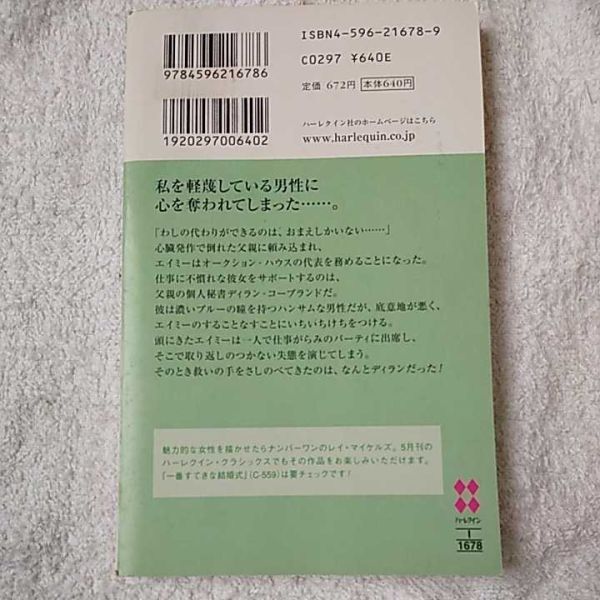 ISBN4-596-21678-9
9784596216786
C0297 ¥640E
定価 672円 本体640円
1920297006402
ハーレクイン社のホームページはこちら
www.harlequin.co.jp
私を軽蔑している男性に
心を奪われてしまった……。
「わしの代わりができるのは、おまえしかいない……」
心臓発作で倒れた父親に頼み込まれ、
エイミーはオークション・ハウスの代表を務めることになった。
仕事に不慣れな彼女をサポートするのは、
父親の個人秘書ディラン・コープランドだ。
彼は濃いブルーの瞳を持つハンサムな男性だが、底意地が悪く、
エイミーのすることなすことにいちいちけちをつける。
頭にきたエイミーは一人で仕事がらみのパーティに出席し、
そこで取り返しのつかない失態を演じてしまう。
そのとき救いの手をさしのべてきたのは、なんとディランだった!
魅力的な女性を描かせたらナンバーワンのレイ・マイケルズ。5月刊の
ハーレクイン・クラシックスでもその作品をお楽しみいただけます。
『一番すてきな結婚式』(C-559)は要チェックです!
ハーレクイン
I
1678